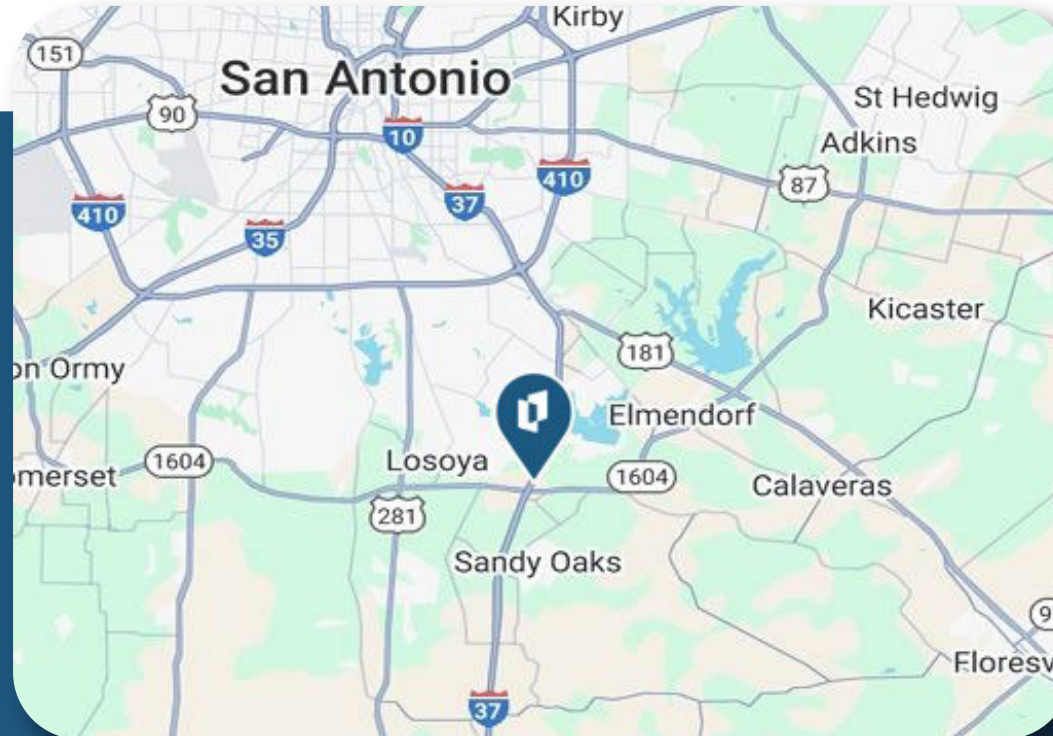 Kirby
151
San Antonio
90
St Hedwig
10
Adkins
410
87
37
410
35
Kicaster
181
on Ormy
Elmendorf
Losoya
1604
omerset
1604
Calaveras
281
Sandy Oaks
9
Floresv
37